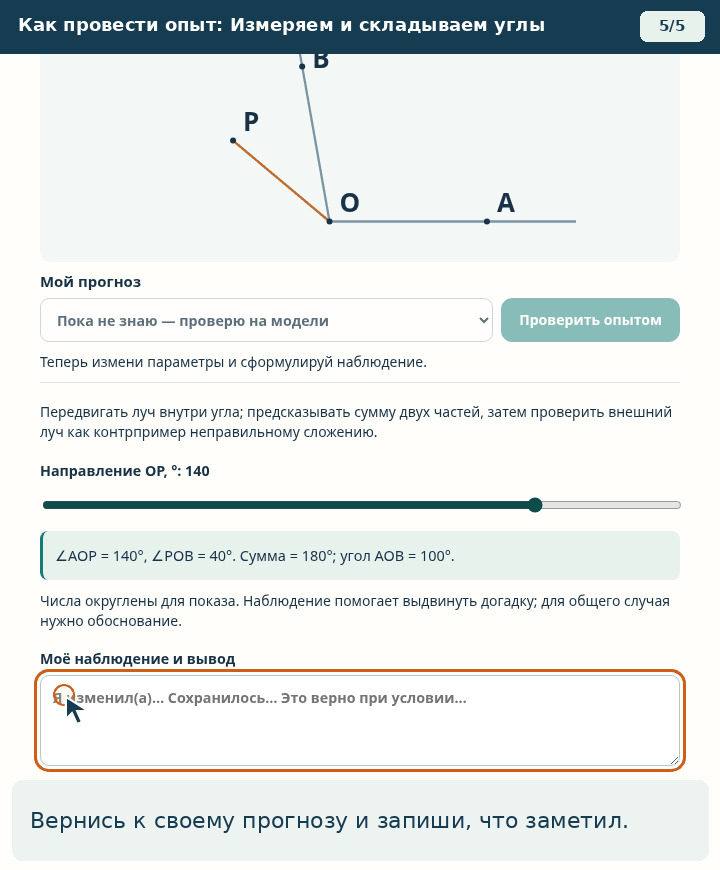 Как провести опыт: Измеряем и складываем углы
5/5
B
P
O
A
Мой прогноз
Пока не знаю — проверю на модели
Проверить опытом
Теперь измени параметры и сформулируй наблюдение.
Передвигать луч внутри угла; предсказывать сумму двух частей, затем проверить внешний
луч как контрпример неправильному сложению.
Направление OP, °: 140
∠AOP = 140°, ∠POB = 40°. Сумма = 180°; угол AOB = 100°.
Числа округлены для показа. Наблюдение помогает выдвинуть догадку; для общего случая
нужно обоснование.
Моё наблюдение и вывод
Я изменил(а)… Сохранилось… Это верно при условии…
Вернись к своему прогнозу и запиши, что заметил.